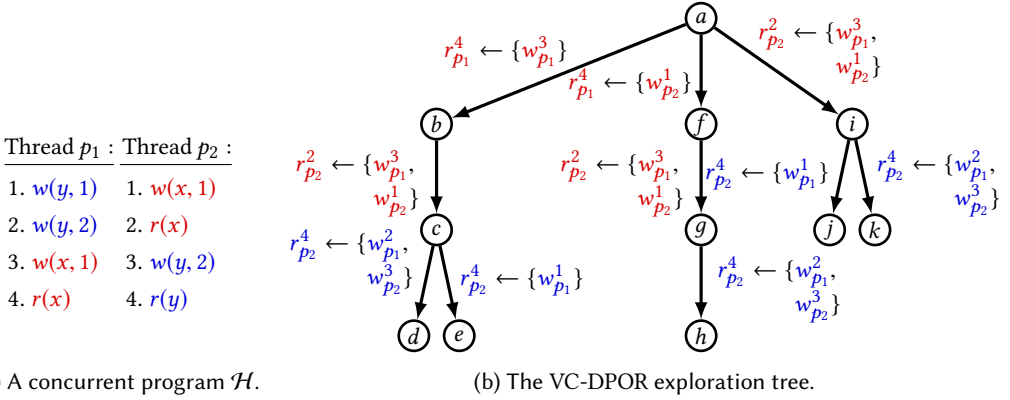 Thread p₁ : Thread p₂ :
1. w(y, 1) 1. w(x, 1)
2. w(y, 2) 2. r(x)
3. w(x, 1) 3. w(y, 2)
4. r(x) 4. r(y)
) A concurrent program ℋ.
a
r⁴ₚ₁ ← {w³ₚ₁}
r⁴ₚ₁ ← {w¹ₚ₂}
r²ₚ₂ ← {w³ₚ₁,
w¹ₚ₂}
b
f
i
r²ₚ₂ ← {w³ₚ₁,
w¹ₚ₂}
r²ₚ₂ ← {w³ₚ₁,
w¹ₚ₂}
r⁴ₚ₂ ← {w¹ₚ₁}
r⁴ₚ₂ ← {w²ₚ₁,
w³ₚ₂}
c
g
j
k
r⁴ₚ₂ ← {w²ₚ₁,
w³ₚ₂}
r⁴ₚ₂ ← {w¹ₚ₁}
r⁴ₚ₂ ← {w²ₚ₁,
w³ₚ₂}
d
e
h
(b) The VC-DPOR exploration tree.